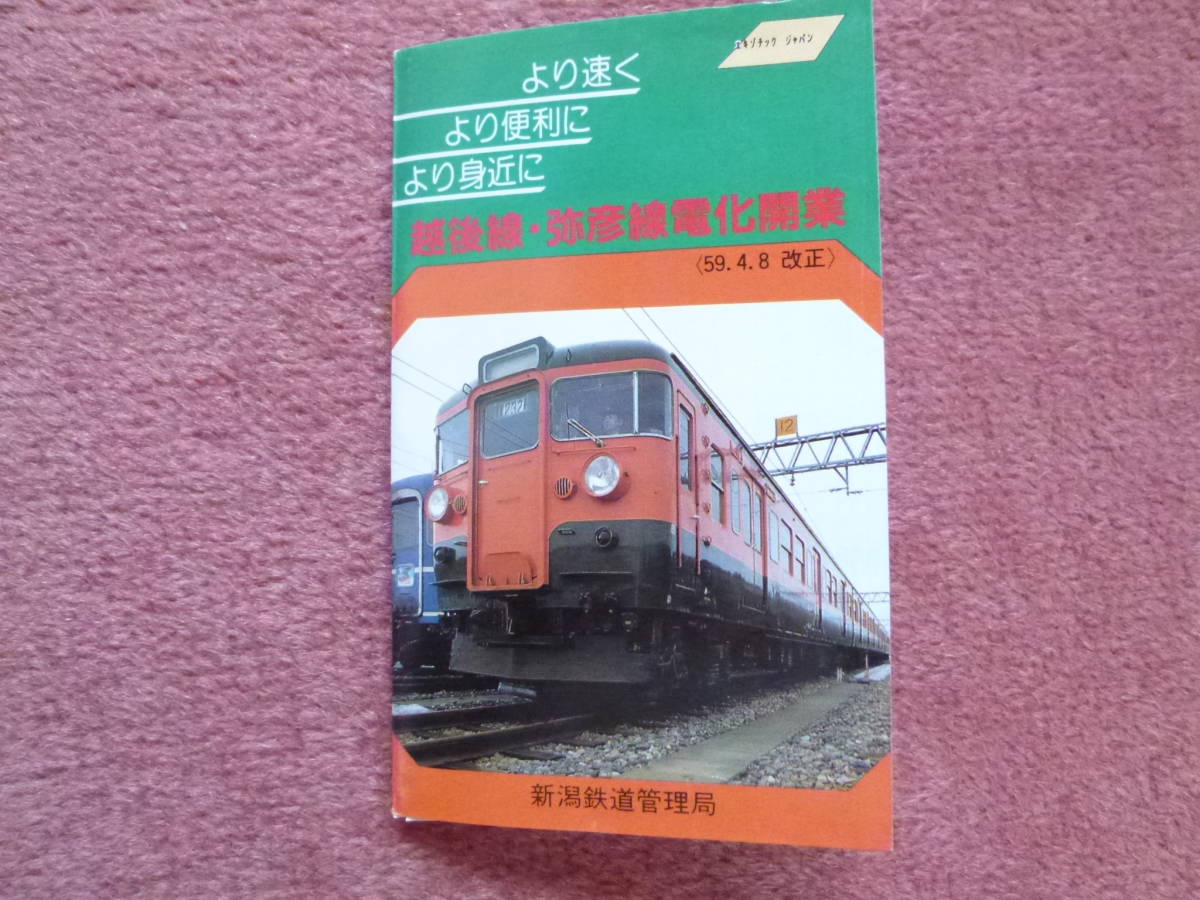 エキゾチック ジャパン
より速く
より便利に
より身近に
越後線・弥彦線電化開業
〈59.4.8 改正〉
12
新潟鉄道管理局